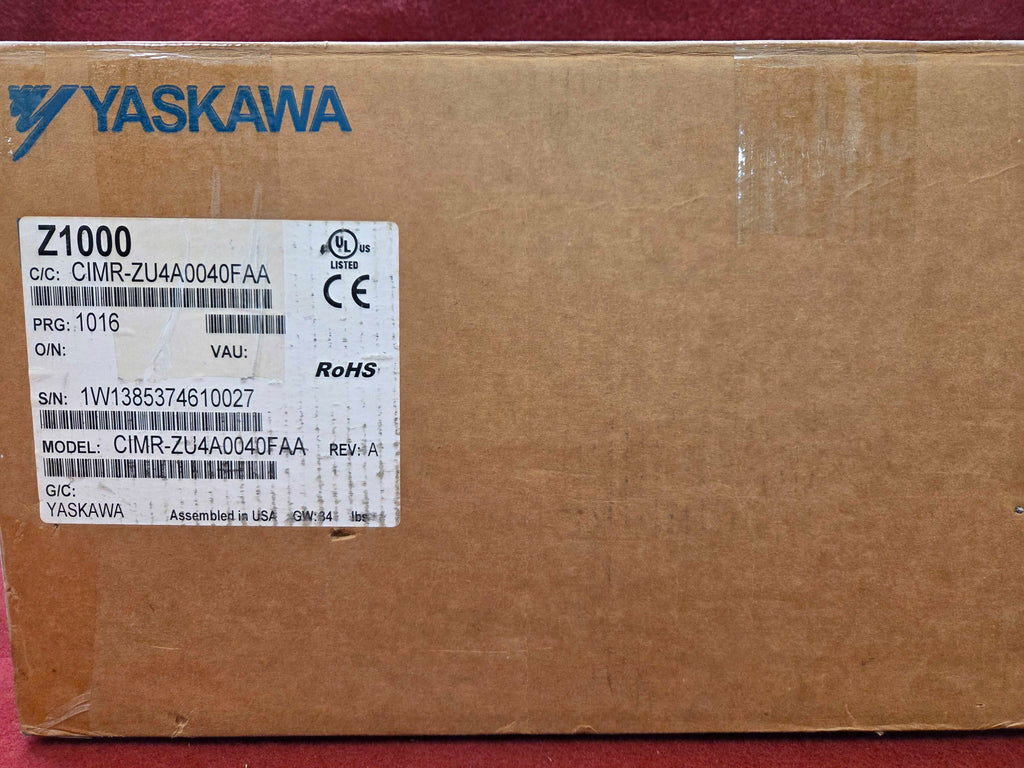 YASKAWA
Z1000
C/C: CIMR-ZU4A0040FAA
PRG: 1016
O/N: VAU:
S/N: 1W1385374610027
MODEL: CIMR-ZU4A0040FAA REV: A
G/C:
YASKAWA Assembled in USA GW: 34 lbs
UL US
LISTED
CE
RoHS